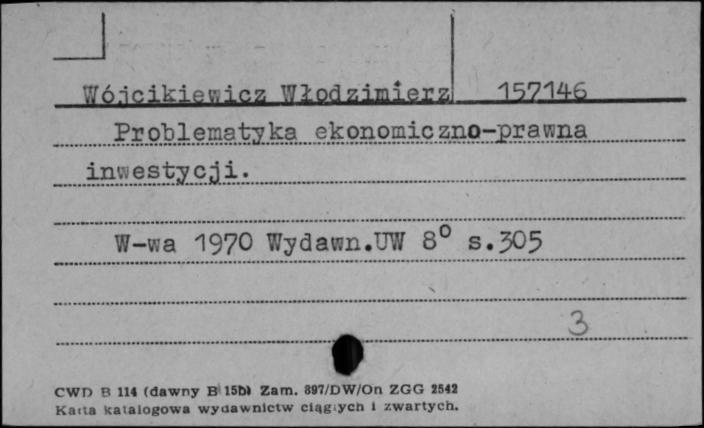 Wójcikiewicz Włodzimierz 157146
Problematyka ekonomiczno-prawna
inwestycji.
W-wa 1970 Wydawn.UW 8° s.305
3
CWD B 114 (dawny B 15b) Zam. 897/DW/On ZGG 2542
Karta katalogowa wydawnictw ciągłych i zwartych.